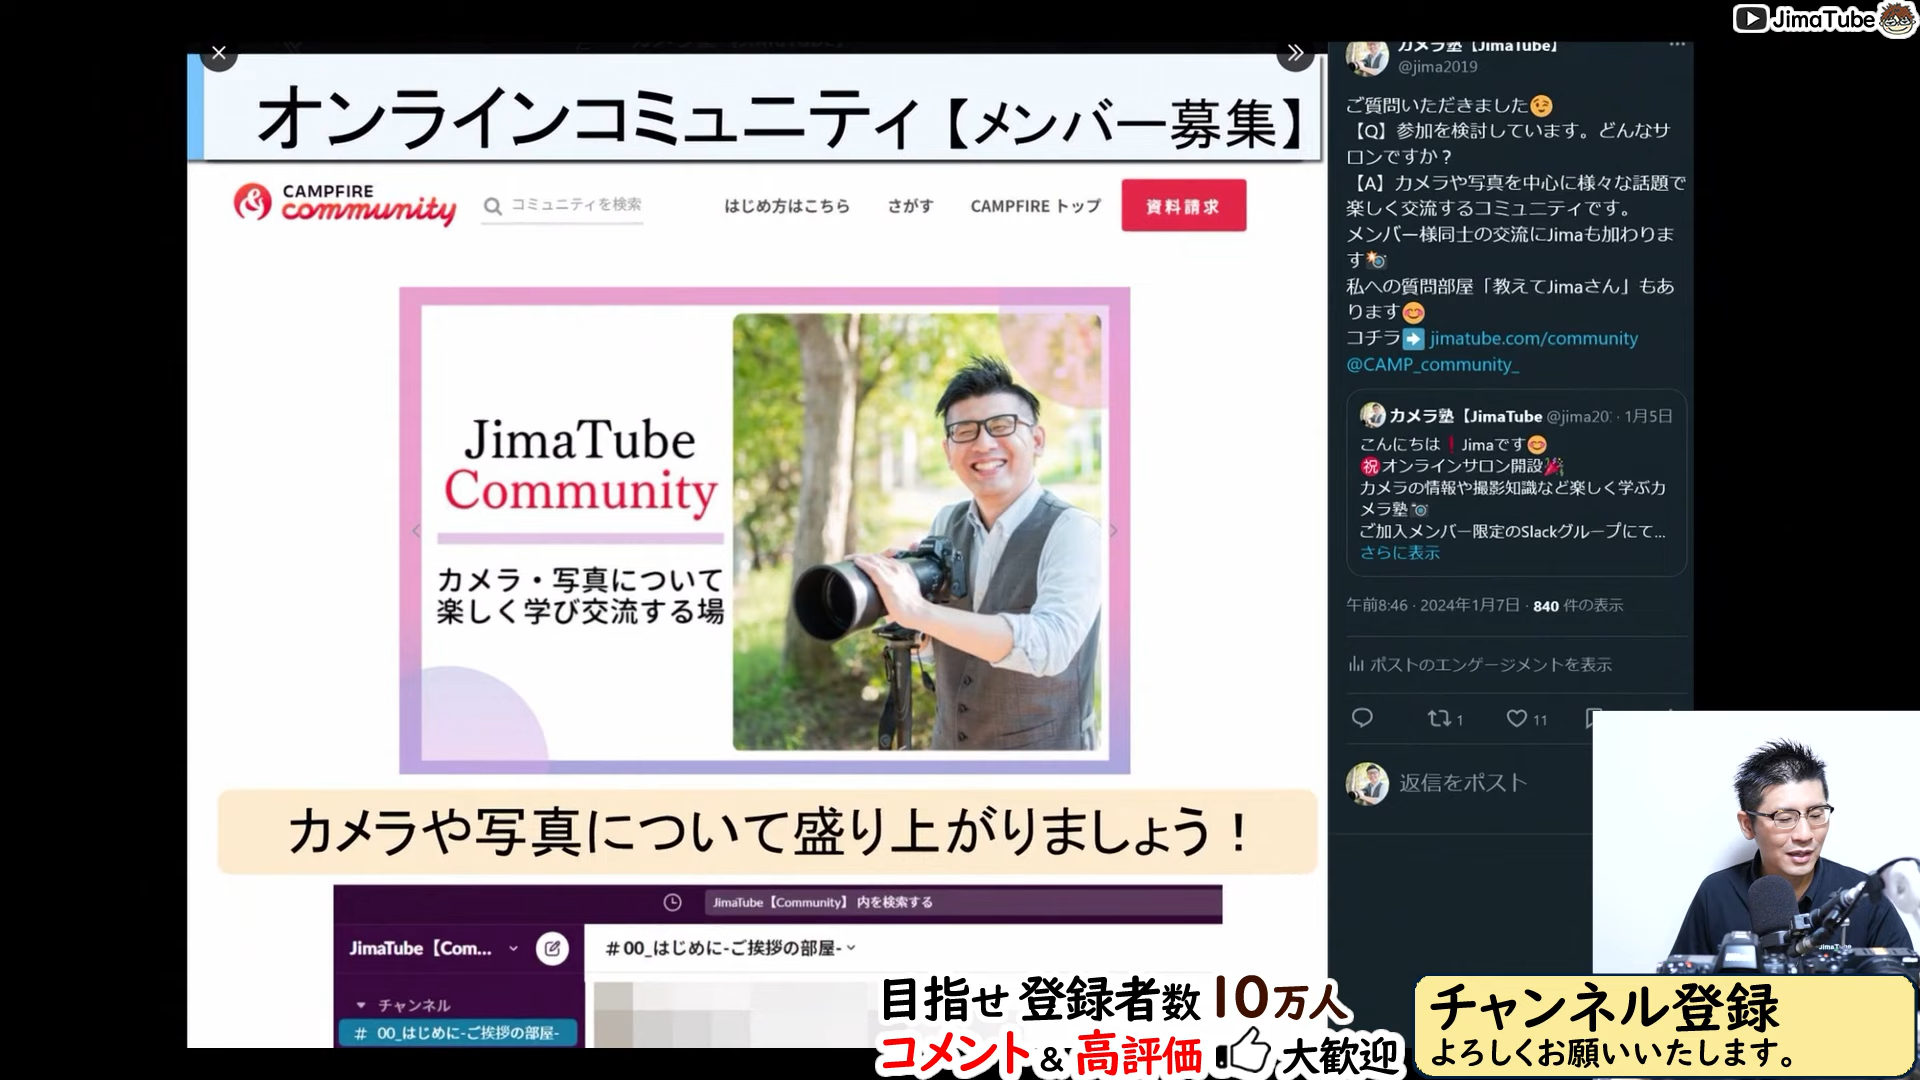 JimaTube
オンラインコミュニティ【メンバー募集】
CAMPFIRE
community
コミュニティを検索
はじめ方はこちら
さがす
CAMPFIRE トップ
資料請求
JimaTube
Community
カメラ・写真について
楽しく学び交流する場
カメラや写真について盛り上がりましょう！
JimaTube【Community】 内を検索する
JimaTube【Com...
#00_はじめに-ご挨拶の部屋-
チャンネル
# 00_はじめに-ご挨拶の部屋-
カメラ塾【JimaTube】
@jima2019
ご質問いただきました😉
【Q】参加を検討しています。どんなサ
ロンですか？
【A】カメラや写真を中心に様々な話題で
楽しく交流するコミュニティです。
メンバー様同士の交流にJimaも加わりま
す📸
私への質問部屋「教えてJimaさん」もあ
ります😊
コチラ➡ jimatube.com/community
@CAMP_community_
カメラ塾【JimaTube @jima20: · 1月5日
こんにちは❗Jimaです😊
㊗オンラインサロン開設🎉
カメラの情報や撮影知識など楽しく学ぶカ
メラ塾📷
ご加入メンバー限定のSlackグループにて...
さらに表示
午前8:46 · 2024年1月7日 · 840 件の表示
ポストのエンゲージメントを表示
1
11
返信をポスト
JimaTube
目指せ 登録者数 10万人
コメント & 高評価 大歓迎
チャンネル登録
よろしくお願いいたします。